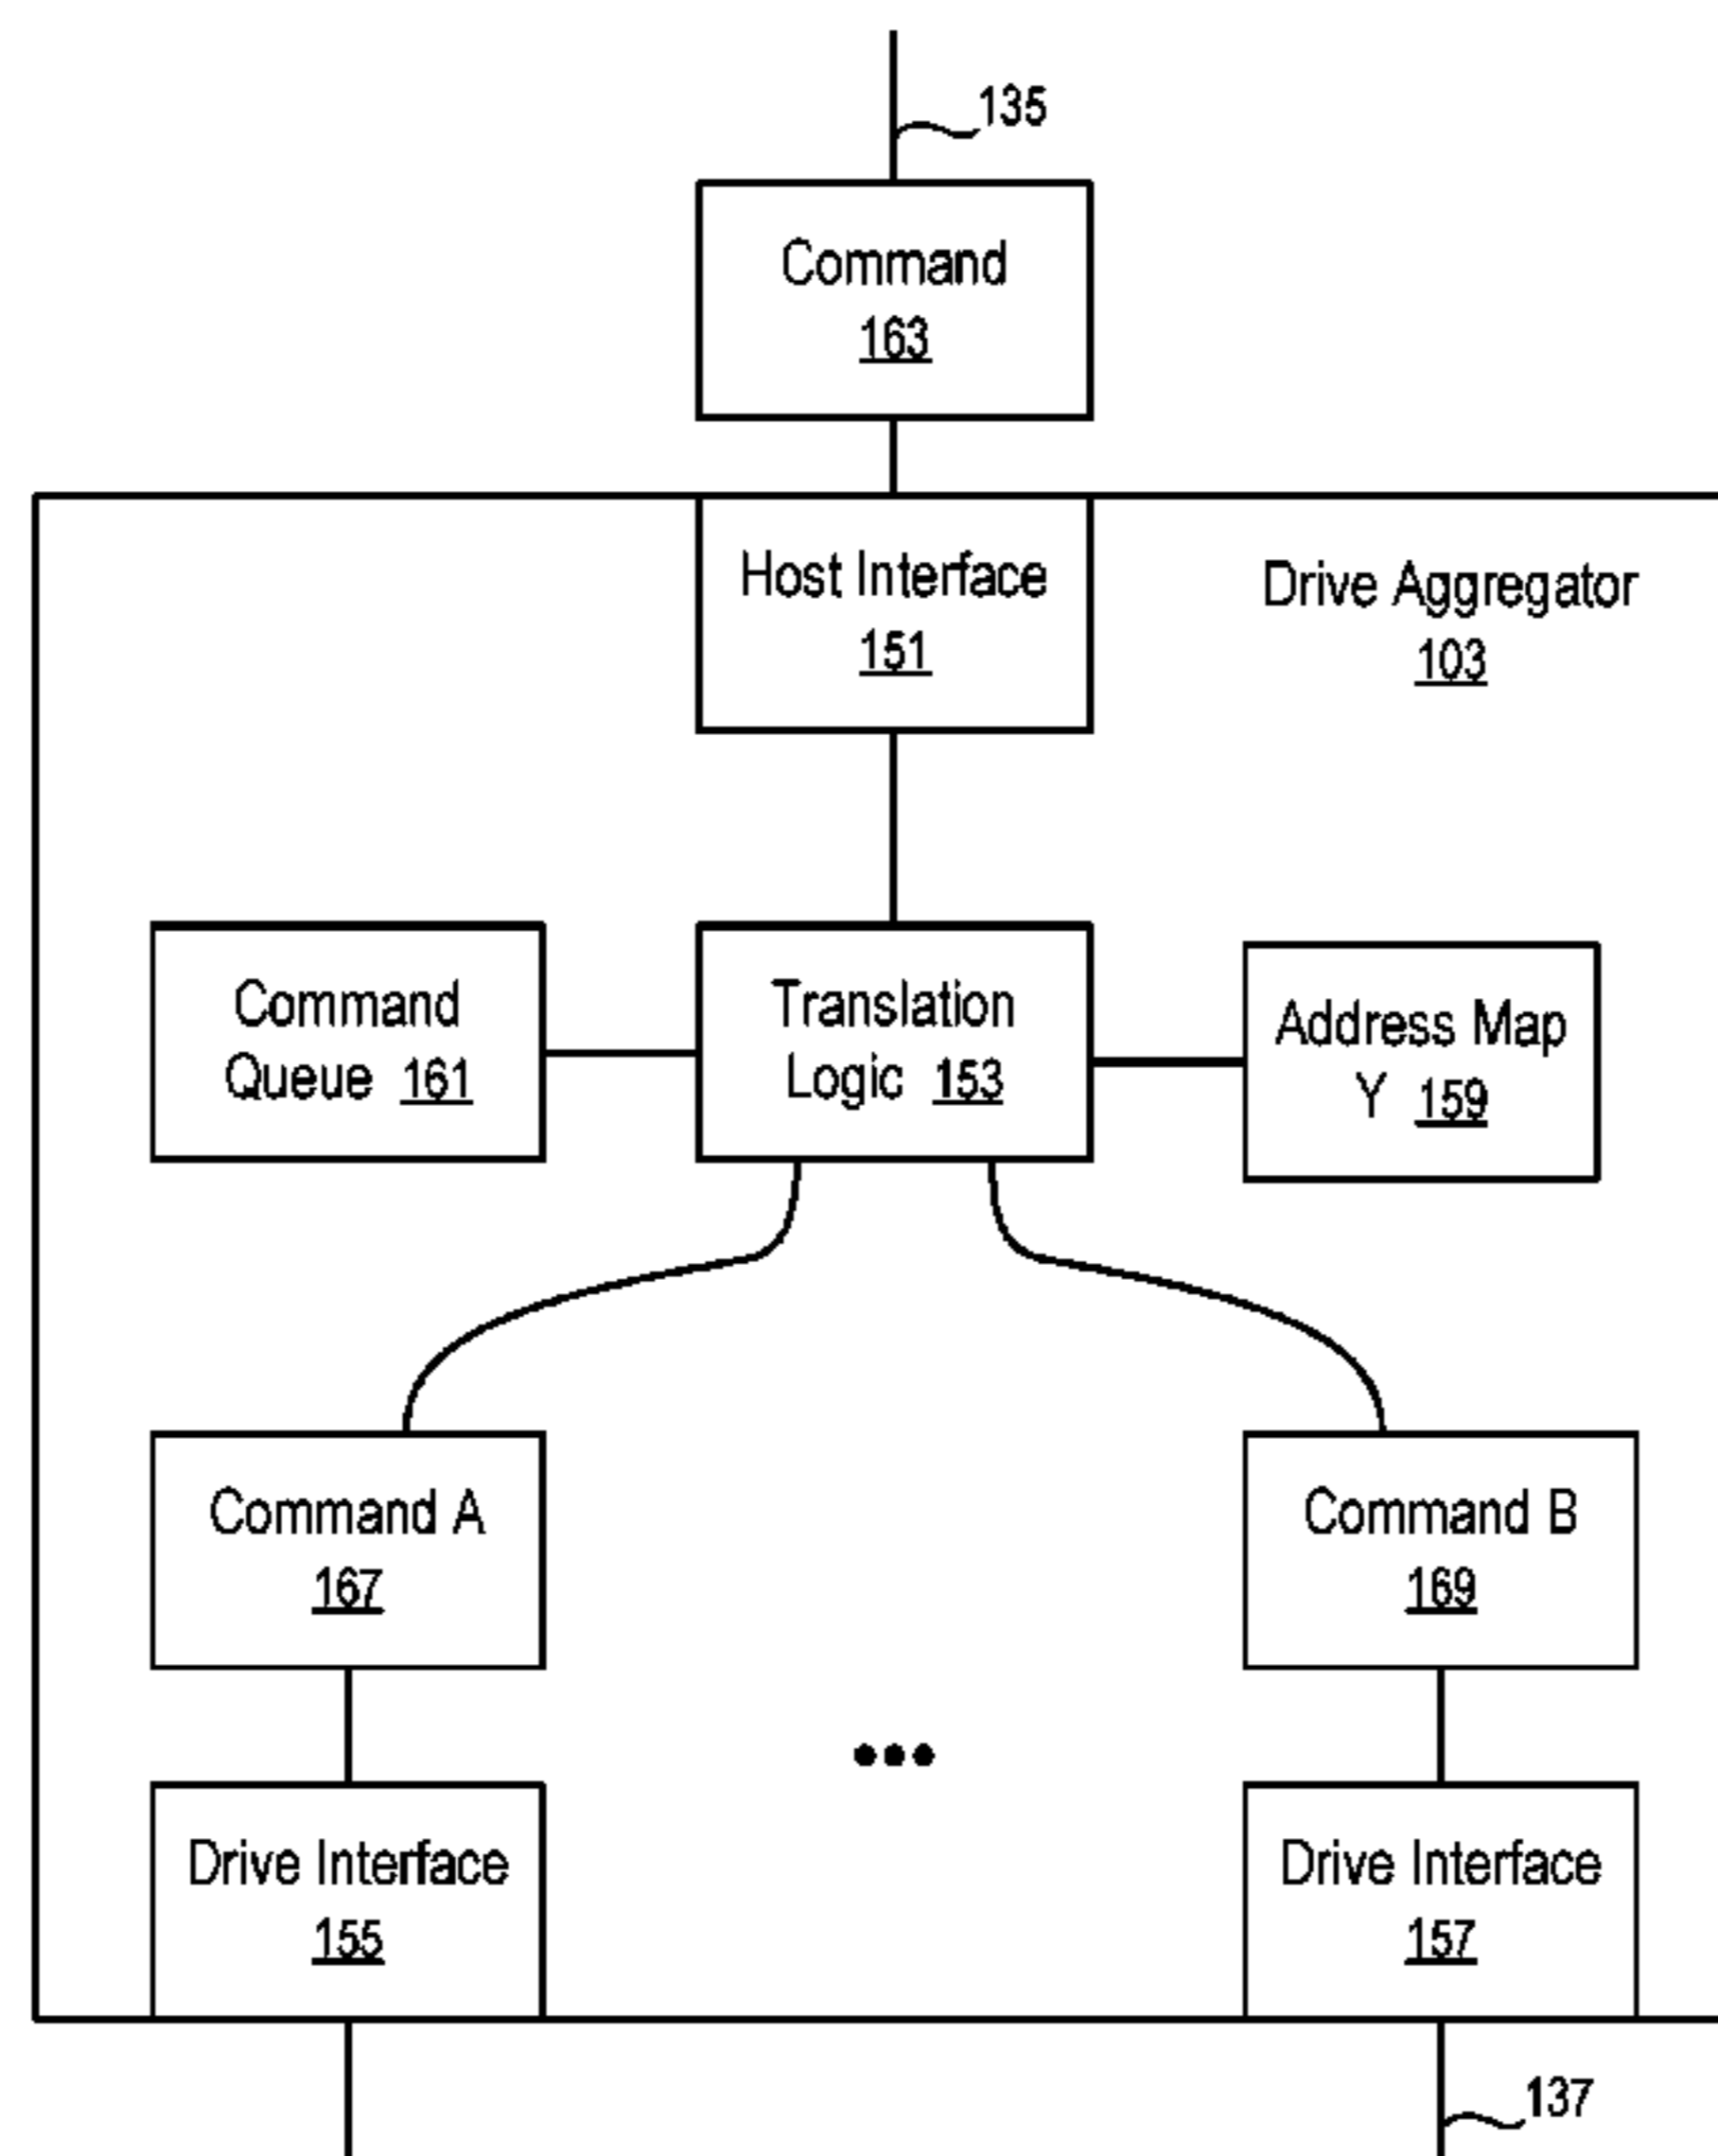 135
Command
163
Host Interface
151
Drive Aggregator
103
Command
Queue 161
Translation
Logic 153
Address Map
Y 159
Command A
167
Command B
169
Drive Interface
155
Drive Interface
157
137